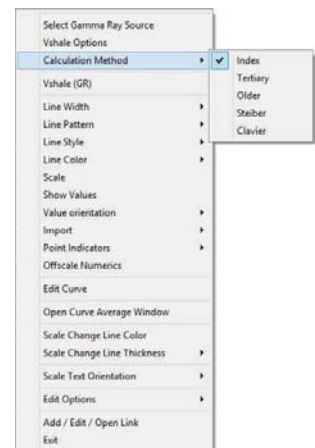 Select Gamma Ray Source
Vshale Options
Calculation Method
Index
Tertiary
Older
Steiber
Clavier
Vshale (GR)
Line Width
Line Pattern
Line Style
Line Color
Scale
Show Values
Value orientation
Import
Point Indicators
Offscale Numerics
Edit Curve
Open Curve Average Window
Scale Change Line Color
Scale Change Line Thickness
Scale Text Orientation
Edit Options
Add / Edit / Open Link
Exit